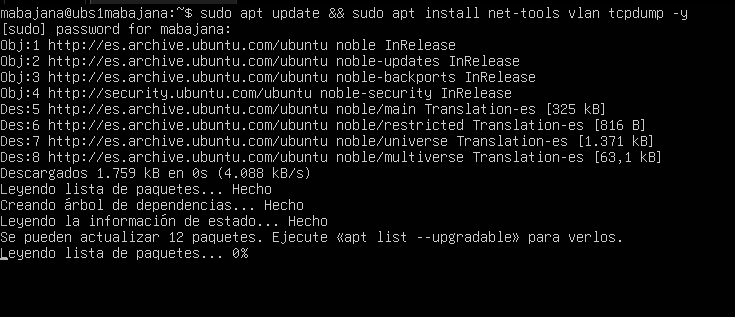 mabajana@ubs1mabajana:~$ sudo apt update && sudo apt install net-tools vlan tcpdump -y
[sudo] password for mabajana:
Obj:1 http://es.archive.ubuntu.com/ubuntu noble InRelease
Obj:2 http://es.archive.ubuntu.com/ubuntu noble-updates InRelease
Obj:3 http://es.archive.ubuntu.com/ubuntu noble-backports InRelease
Obj:4 http://security.ubuntu.com/ubuntu noble-security InRelease
Des:5 http://es.archive.ubuntu.com/ubuntu noble/main Translation-es [325 kB]
Des:6 http://es.archive.ubuntu.com/ubuntu noble/restricted Translation-es [816 B]
Des:7 http://es.archive.ubuntu.com/ubuntu noble/universe Translation-es [1.371 kB]
Des:8 http://es.archive.ubuntu.com/ubuntu noble/multiverse Translation-es [63,1 kB]
Descargados 1.759 kB en 0s (4.088 kB/s)
Leyendo lista de paquetes... Hecho
Creando árbol de dependencias... Hecho
Leyendo la información de estado... Hecho
Se pueden actualizar 12 paquetes. Ejecute «apt list --upgradable» para verlos.
Leyendo lista de paquetes... 0%